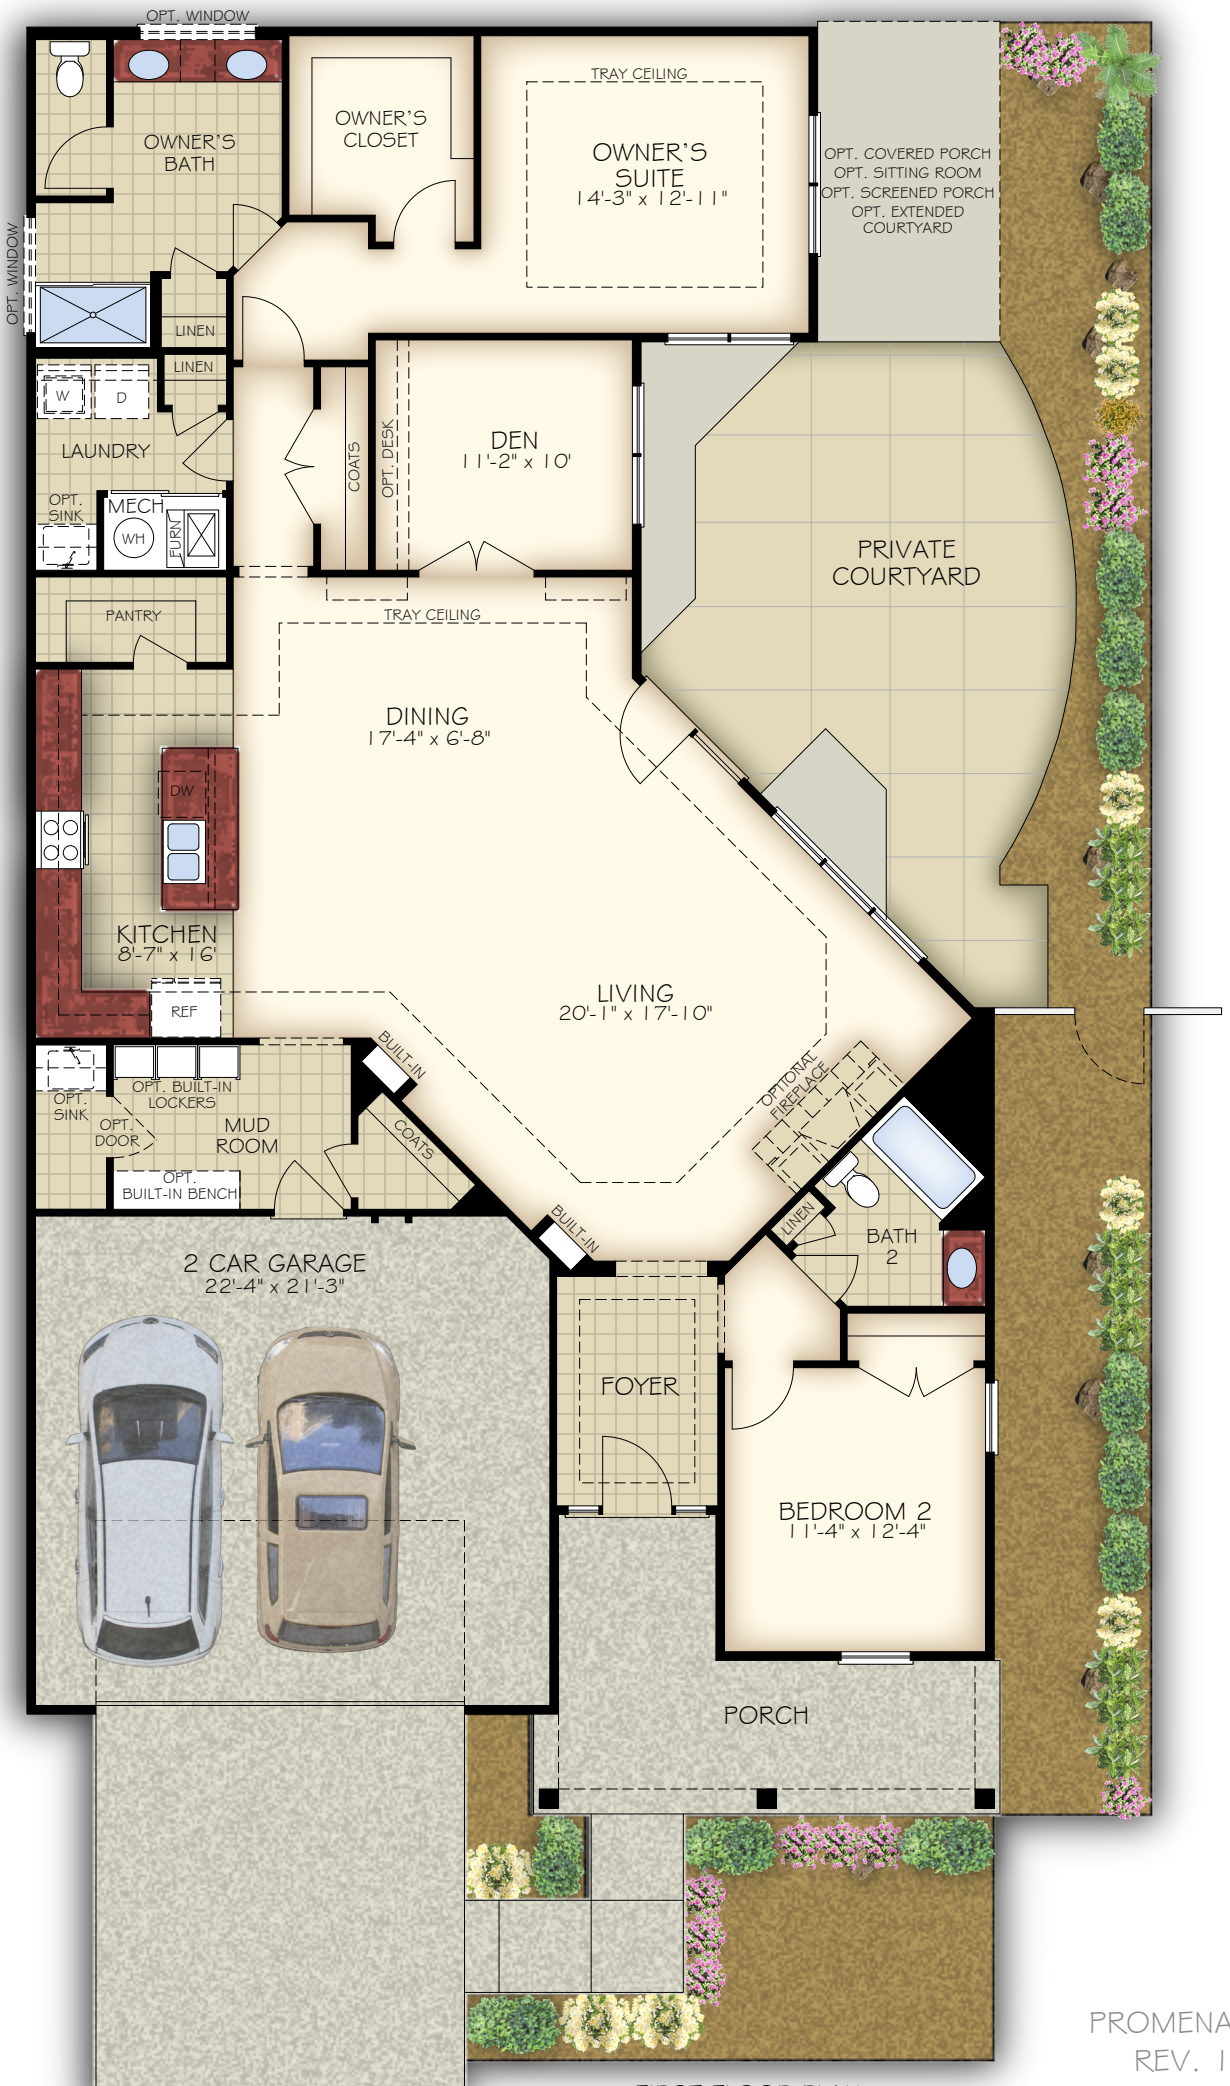 OPT. WINDOW
OWNER'S
BATH
OWNER'S
CLOSET
TRAY CEILING
OWNER'S
SUITE
14'-3" x 12'-11"
OPT. COVERED PORCH
OPT. SITTING ROOM
OPT. SCREENED PORCH
OPT. EXTENDED
COURTYARD
OPT. WINDOW
LINEN
LINEN
W
D
LAUNDRY
OPT.
SINK
MECH
WH
FURN
COATS
OPT. DESK
DEN
11'-2" x 10'
PRIVATE
COURTYARD
PANTRY
TRAY CEILING
DINING
17'-4" x 6'-8"
DW
KITCHEN
8'-7" x 16'
REF
LIVING
20'-1" x 17'-10"
BUILT-IN
OPTIONAL
FIREPLACE
OPT.
SINK
OPT. BUILT-IN
LOCKERS
OPT.
DOOR
MUD
ROOM
COATS
OPT.
BUILT-IN BENCH
BUILT-IN
LINEN
BATH
2
2 CAR GARAGE
22'-4" x 21'-3"
FOYER
BEDROOM 2
11'-4" x 12'-4"
PORCH
PROMENA
REV. 1